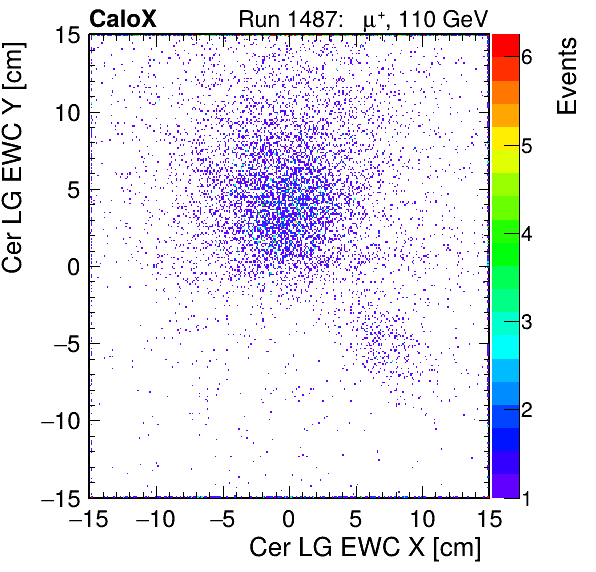 CaloX Run 1487: μ+, 110 GeV
Cer LG EWC Y [cm]
15
10
5
0
−5
−10
−15
−15 −10 −5 0 5 10 15
Cer LG EWC X [cm]
Events
6
5
4
3
2
1